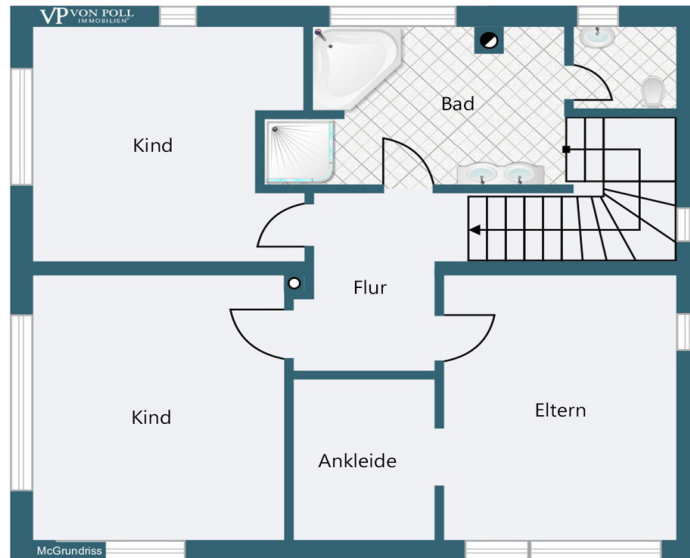 VP VON POLL
IMMOBILIEN®
Kind
Bad
Flur
Kind
Ankleide
Eltern
McGrundriss